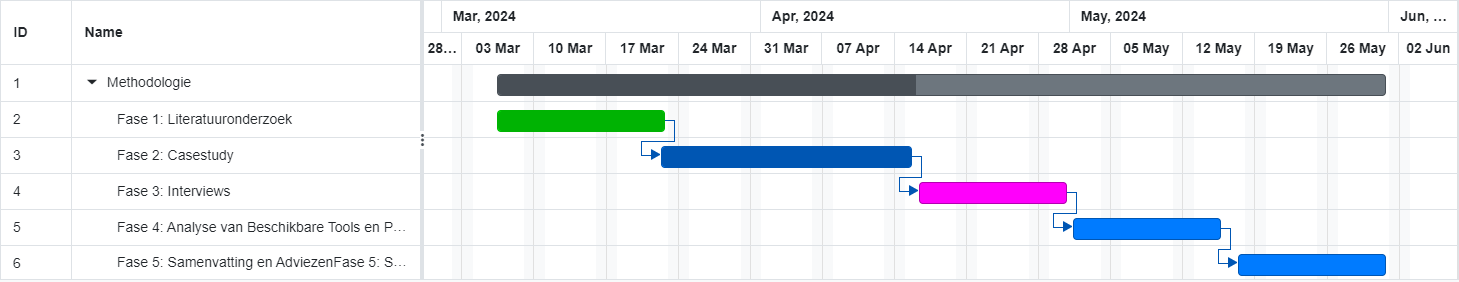 ID Name Mar, 2024 Apr, 2024 May, 2024 Jun, ...
28... 03 Mar 10 Mar 17 Mar 24 Mar 31 Mar 07 Apr 14 Apr 21 Apr 28 Apr 05 May 12 May 19 May 26 May 02 Jun
1 Methodologie
2 Fase 1: Literatuuronderzoek
3 Fase 2: Casestudy
4 Fase 3: Interviews
5 Fase 4: Analyse van Beschikbare Tools en P...
6 Fase 5: Samenvatting en AdviezenFase 5: S...